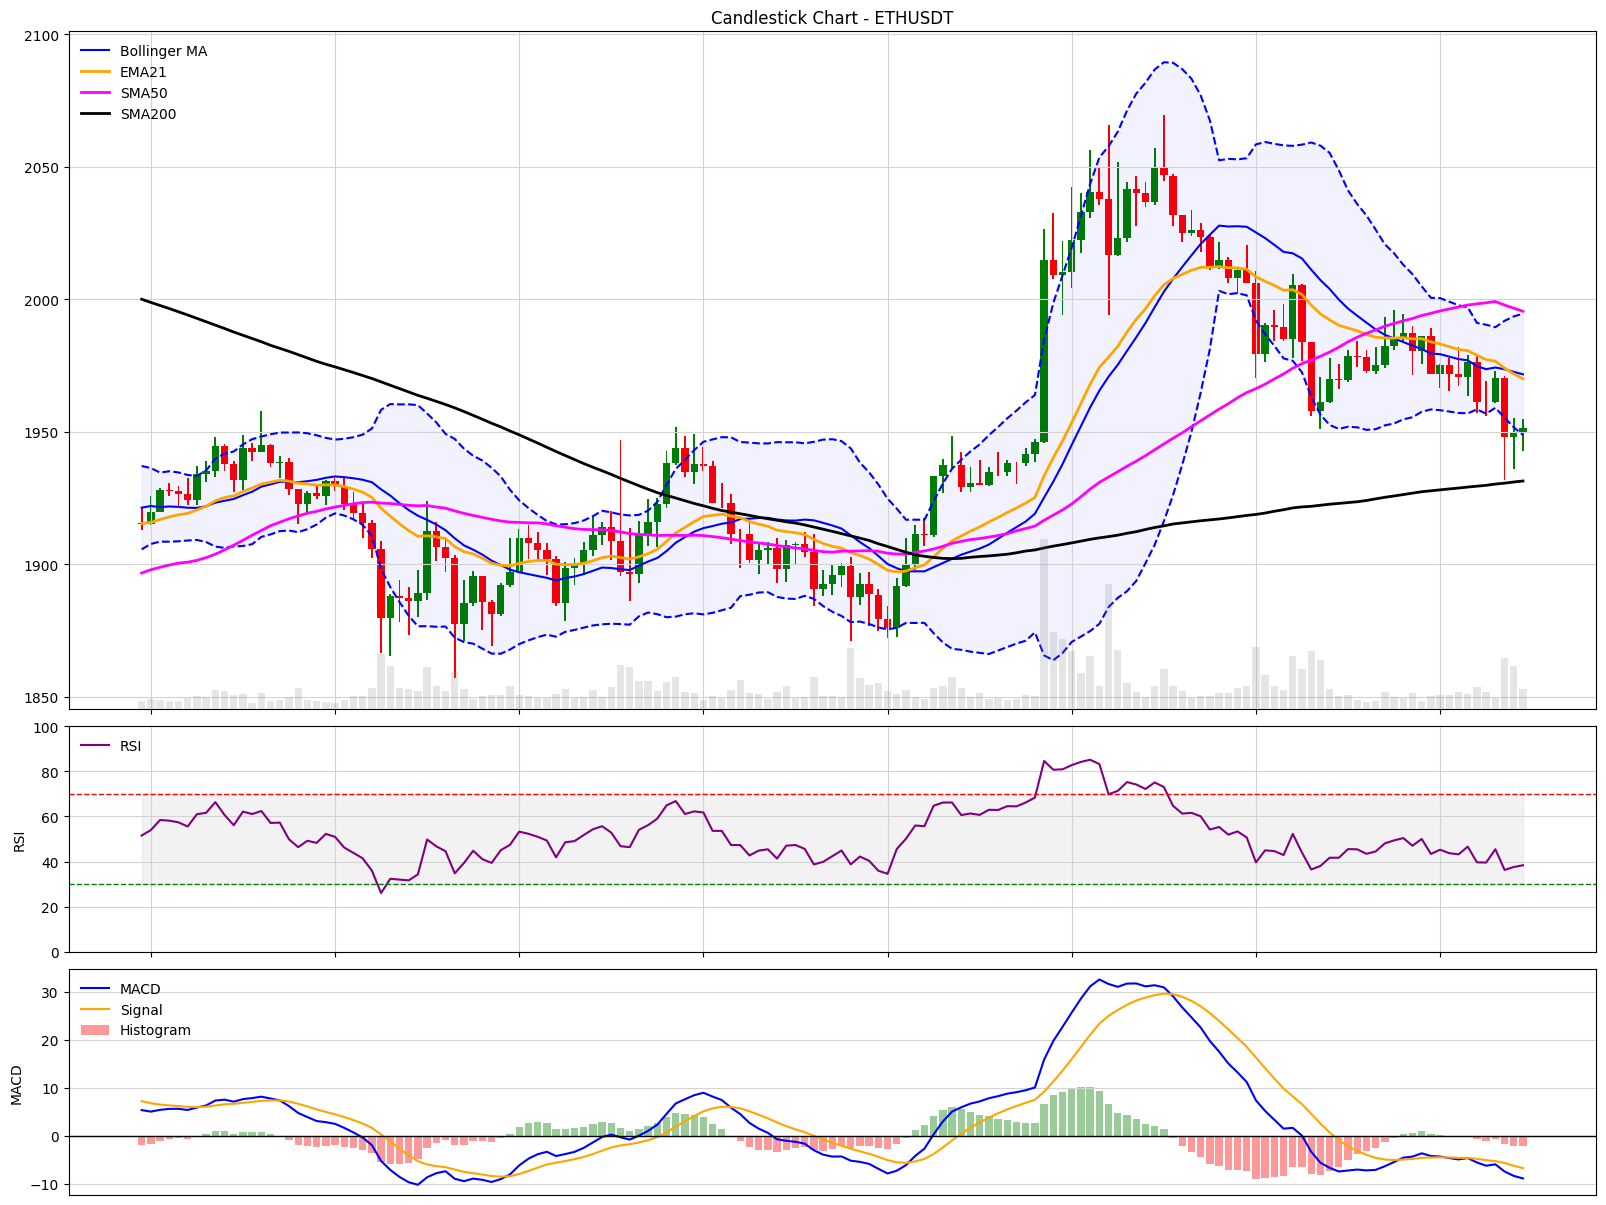 Candlestick Chart - ETHUSDT
2100
2050
2000
1950
1900
1850
Bollinger MA
EMA21
SMA50
SMA200
100
80
60
40
20
0
RSI
RSI
30
20
10
0
−10
MACD
MACD
Signal
Histogram